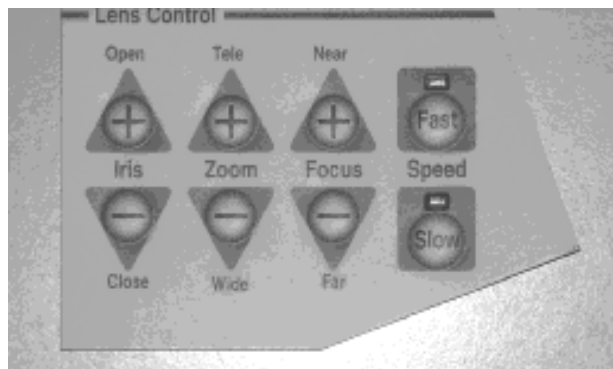 Lens Control
Open Tele Near
+ + + Fast
Iris Zoom Focus Speed
- - - Slow
Close Wide Far